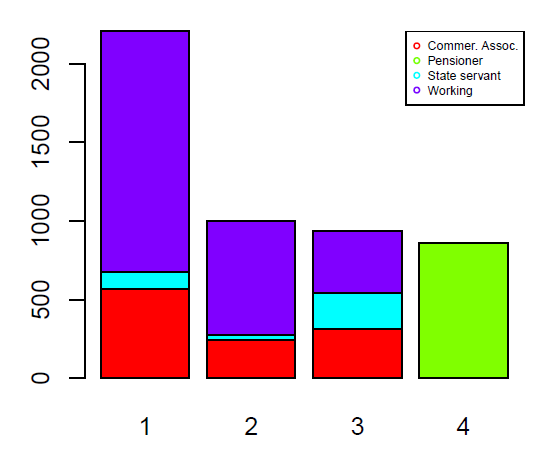 2000
1500
1000
500
0
Commer. Assoc.
Pensioner
State servant
Working
1 2 3 4